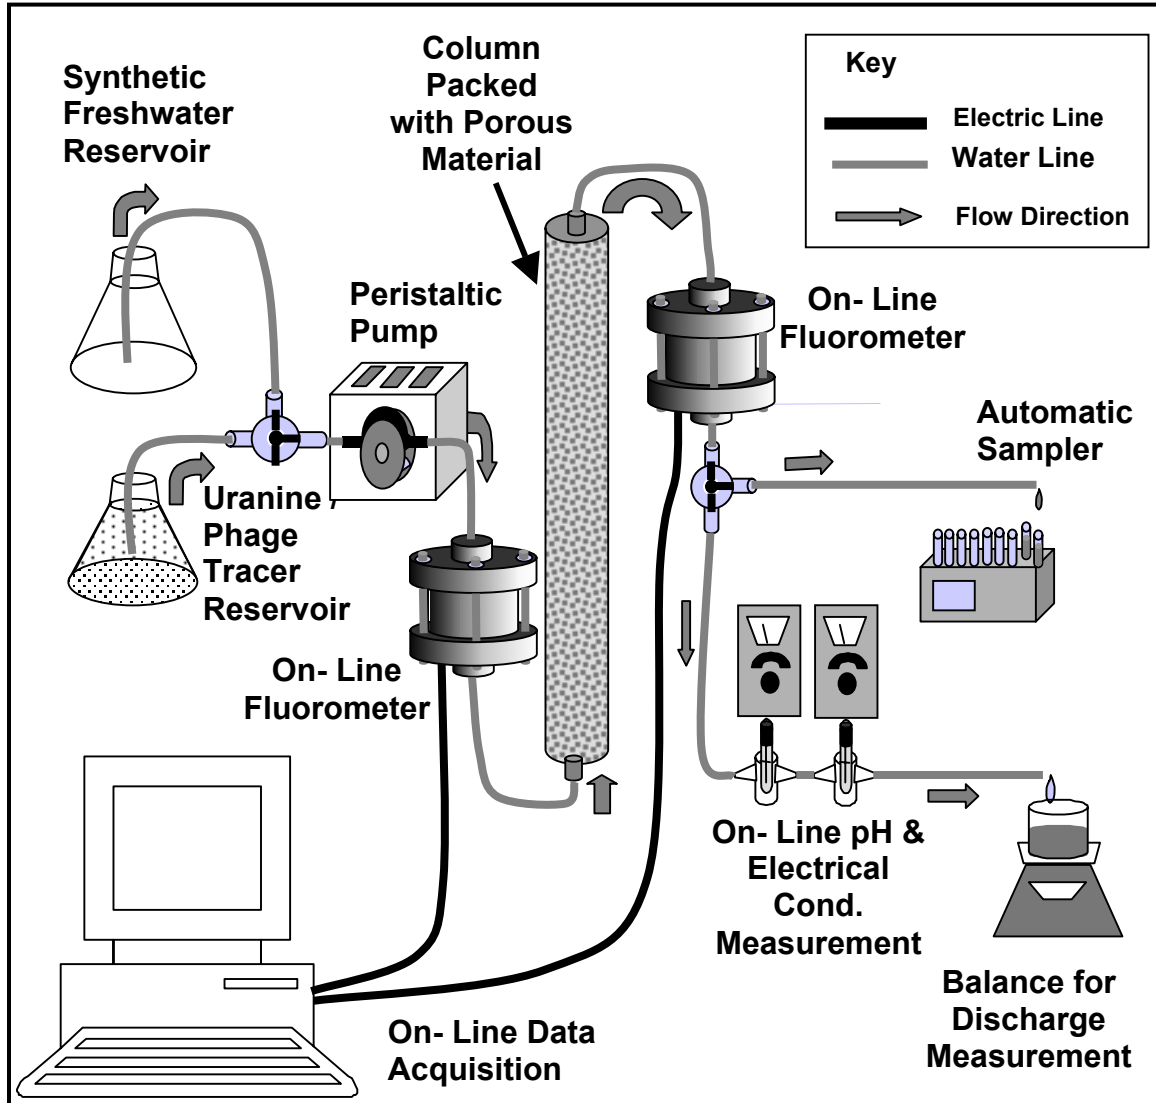 Synthetic
Freshwater
Reservoir
Column
Packed
with Porous
Material
Key
Electric Line
Water Line
Flow Direction
Peristaltic
Pump
On- Line
Fluorometer
Automatic
Sampler
Uranine /
Phage
Tracer
Reservoir
On- Line
Fluorometer
On- Line pH &
Electrical
Cond.
Measurement
Balance for
Discharge
Measurement
On- Line Data
Acquisition